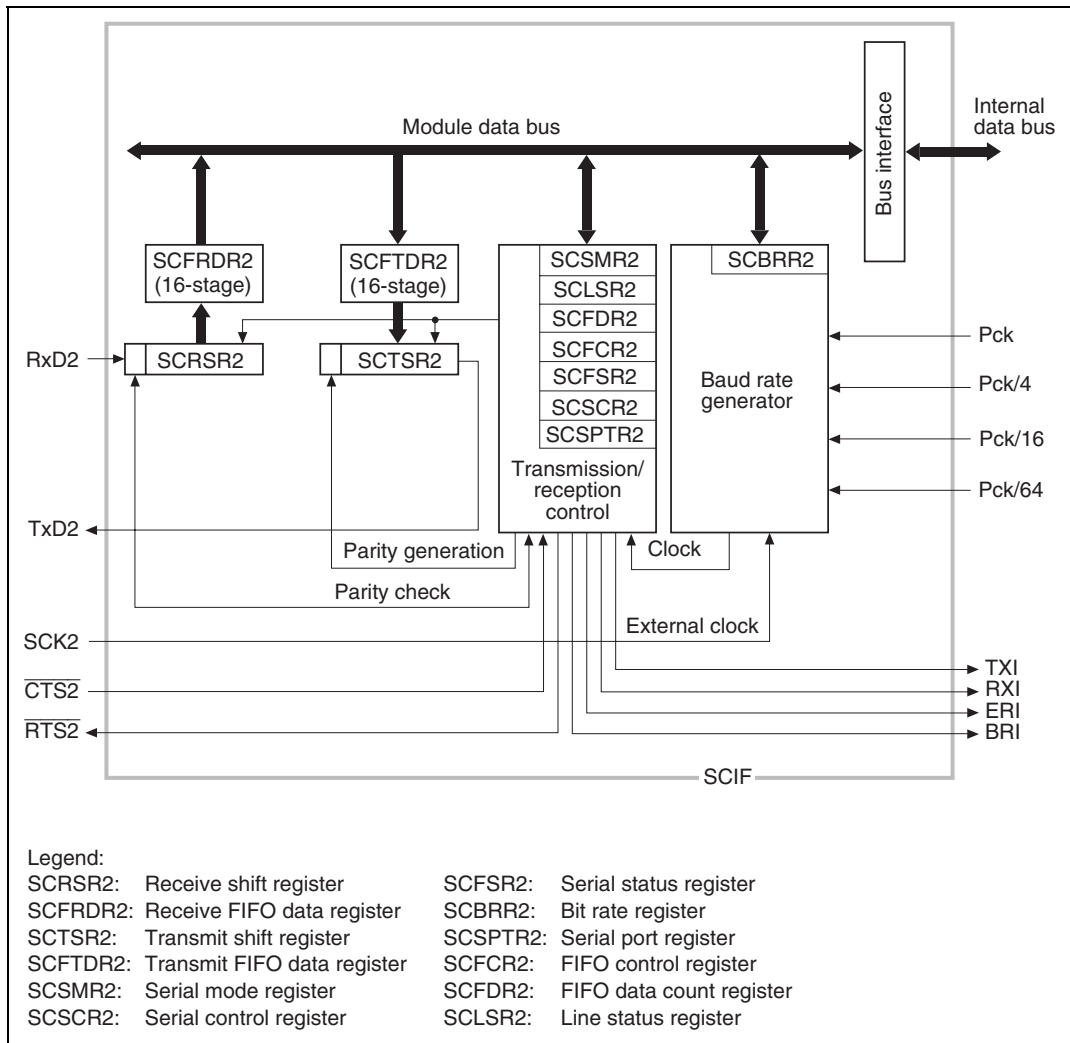 Module data bus
Bus interface
Internal
data bus
SCFRDR2
(16-stage)
SCFTDR2
(16-stage)
SCSMR2
SCLSR2
SCFDR2
SCFCR2
SCFSR2
SCSCR2
SCSPTR2
Transmission/
reception
control
SCBRR2
Baud rate
generator
RxD2
SCRSR2
SCTSR2
Pck
Pck/4
Pck/16
Pck/64
TxD2
Parity generation
Clock
Parity check
SCK2
External clock
CTS2
RTS2
TXI
RXI
ERI
BRI
SCIF
Legend:
SCRSR2: Receive shift register
SCFRDR2: Receive FIFO data register
SCTSR2: Transmit shift register
SCFTDR2: Transmit FIFO data register
SCSMR2: Serial mode register
SCSCR2: Serial control register
SCFSR2: Serial status register
SCBRR2: Bit rate register
SCSPTR2: Serial port register
SCFCR2: FIFO control register
SCFDR2: FIFO data count register
SCLSR2: Line status register